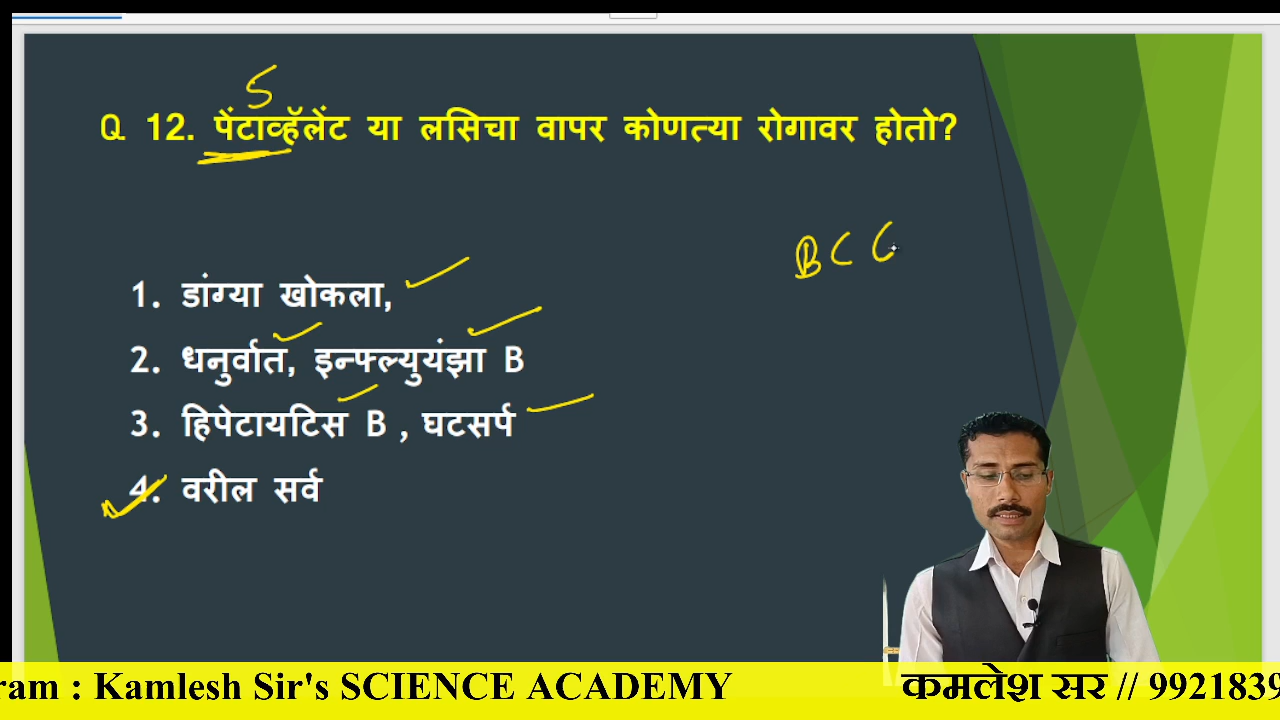 5
Q 12. पेंटाव्हॅलेंट या लसिचा वापर कोणत्या रोगावर होतो?
B C
1. डांग्या खोकला,
2. धनुर्वात, इन्फ्ल्युयंझा B
3. हिपेटायटिस B , घटसर्प
4. वरील सर्व
ram : Kamlesh Sir's SCIENCE ACADEMY कमलेश सर // 9921839